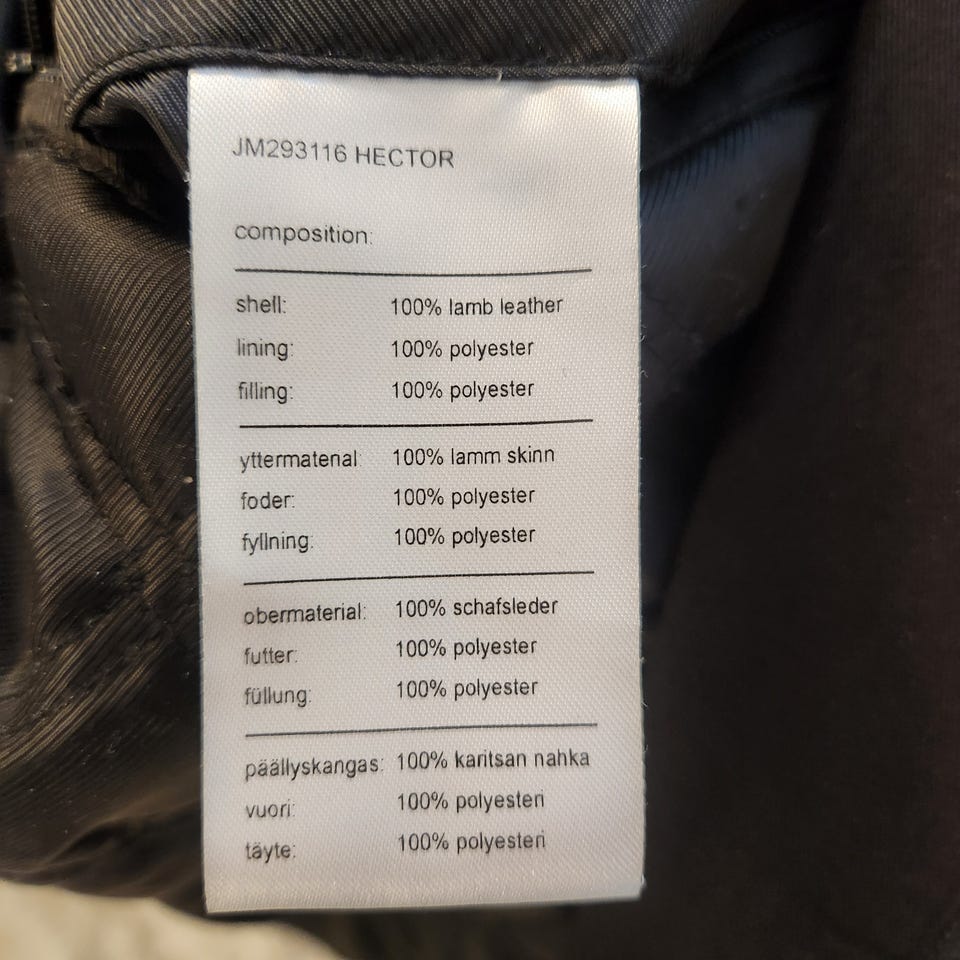 JM293116 HECTOR
composition:
shell: 100% lamb leather
lining: 100% polyester
filling: 100% polyester
yttermaterial 100% lamm skinn
foder: 100% polyester
fyllning: 100% polyester
obermaterial: 100% schafsleder
futter: 100% polyester
füllung: 100% polyester
päällyskangas: 100% karitsan nahka
vuori: 100% polyesteri
täyte: 100% polyesteri